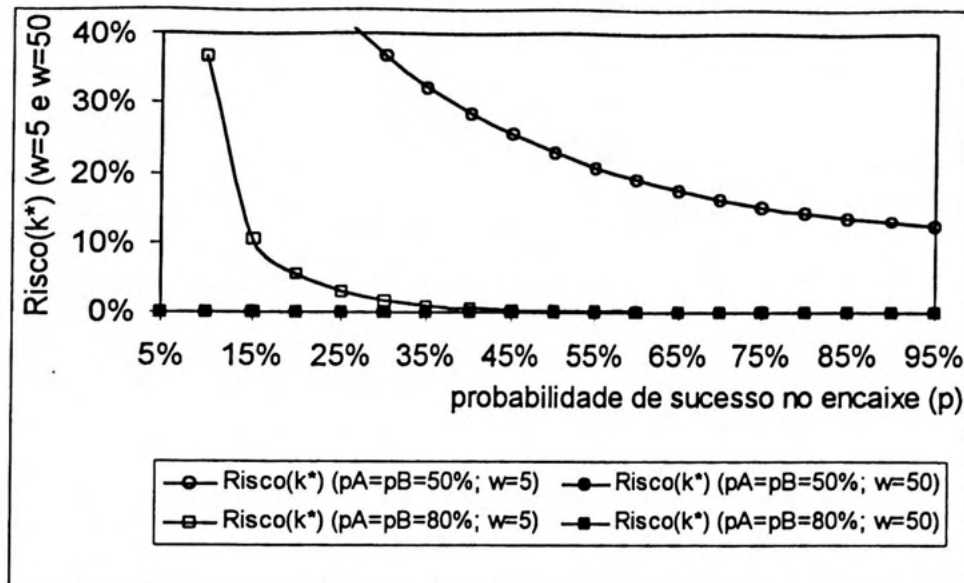 Risco(k*) (w=5 e w=50
40%
30%
20%
10%
0%
5% 15% 25% 35% 45% 55% 65% 75% 85% 95%
probabilidade de sucesso no encaixe (p)
Risco(k*) (pA=pB=50%; w=5) Risco(k*) (pA=pB=50%; w=50)
Risco(k*) (pA=pB=80%; w=5) Risco(k*) (pA=pB=80%; w=50)